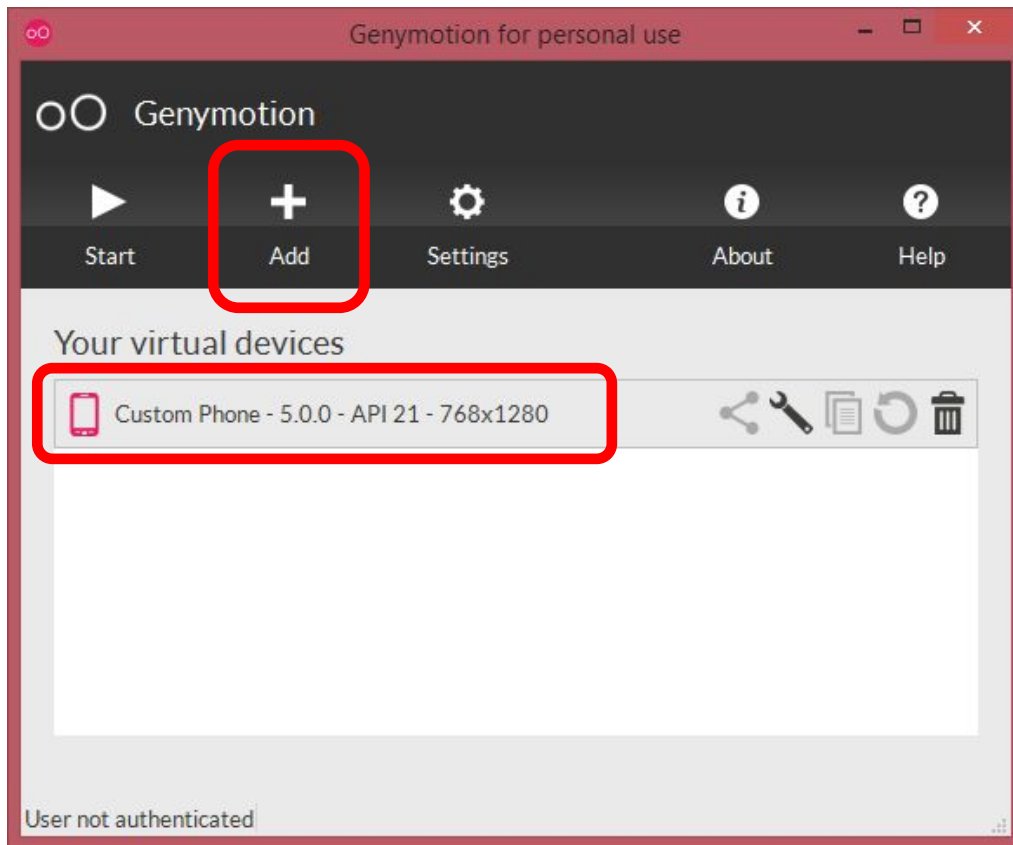 Genymotion for personal use
Genymotion
Start Add Settings About Help
Your virtual devices
Custom Phone - 5.0.0 - API 21 - 768x1280
User not authenticated